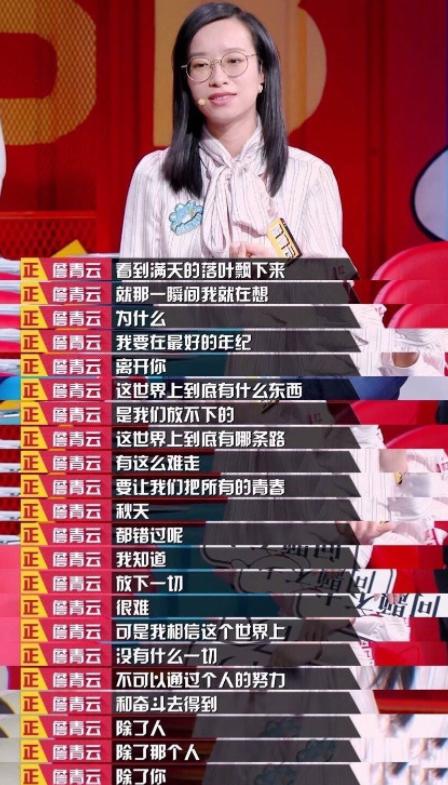 正 詹青云 看到满天的落叶飘下来
正 詹青云 就那一瞬间我就在想
正 詹青云 为什么
正 詹青云 我要在最好的年纪
正 詹青云 离开你
正 詹青云 这世界上到底有什么东西
正 詹青云 是我们放不下的
正 詹青云 这世界上到底有哪条路
正 詹青云 有这么难走
正 詹青云 要让我们把所有的青春
正 詹青云 秋天
正 詹青云 都错过呢
正 詹青云 我知道
正 詹青云 放下一切
正 詹青云 很难
正 詹青云 可是我相信这个世界上
正 詹青云 没有什么一切
正 詹青云 不可以通过个人的努力
正 詹青云 和奋斗去得到
正 詹青云 除了人
正 詹青云 除了那个人
正 詹青云 除了你